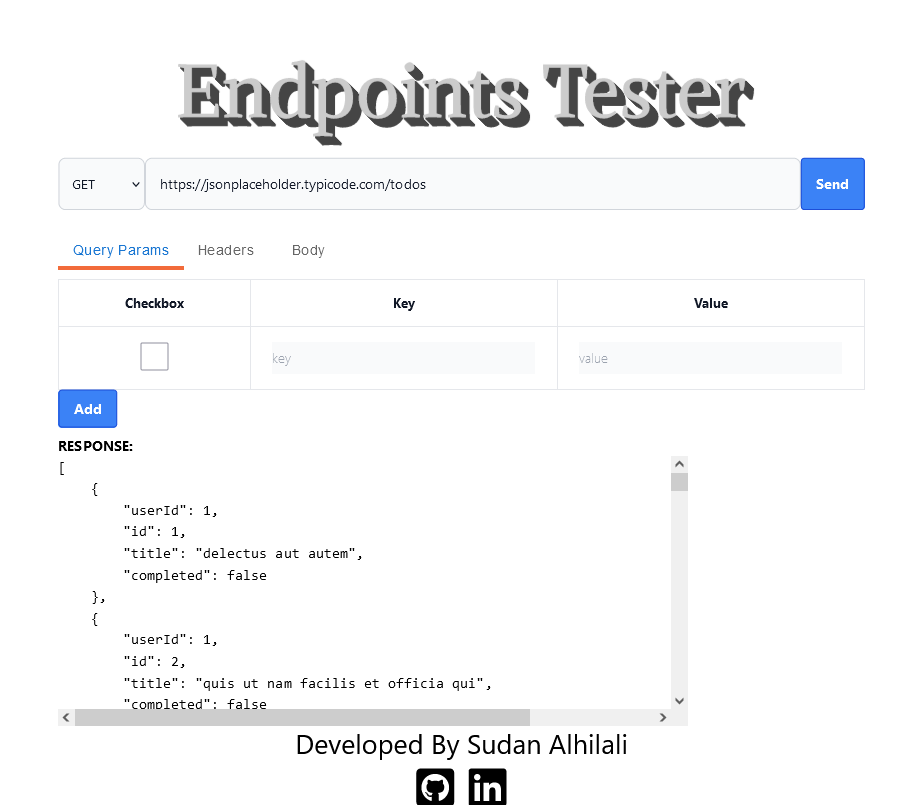 Endpoints Tester
GET https://jsonplaceholder.typicode.com/todos Send
Query Params Headers Body
Checkbox Key Value
key value
Add
RESPONSE:
[
    {
        "userId": 1,
        "id": 1,
        "title": "delectus aut autem",
        "completed": false
    },
    {
        "userId": 1,
        "id": 2,
        "title": "quis ut nam facilis et officia qui",
        "completed": false
Developed By Sudan Alhilali
in